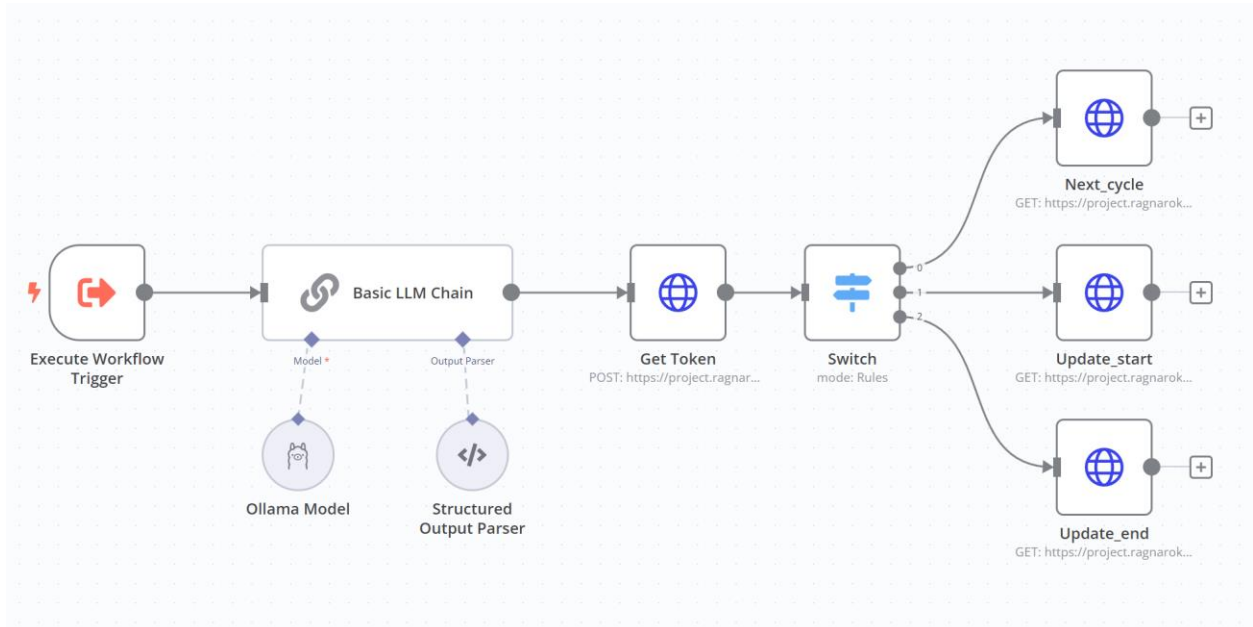 Next_cycle
GET: https://project.ragnarok...
0
Basic LLM Chain
1
2
Execute Workflow
Trigger
Model *
Output Parser
Get Token
POST: https://project.ragnar...
Switch
mode: Rules
Update_start
GET: https://project.ragnarok...
Ollama Model
Structured
Output Parser
Update_end
GET: https://project.ragnarok...